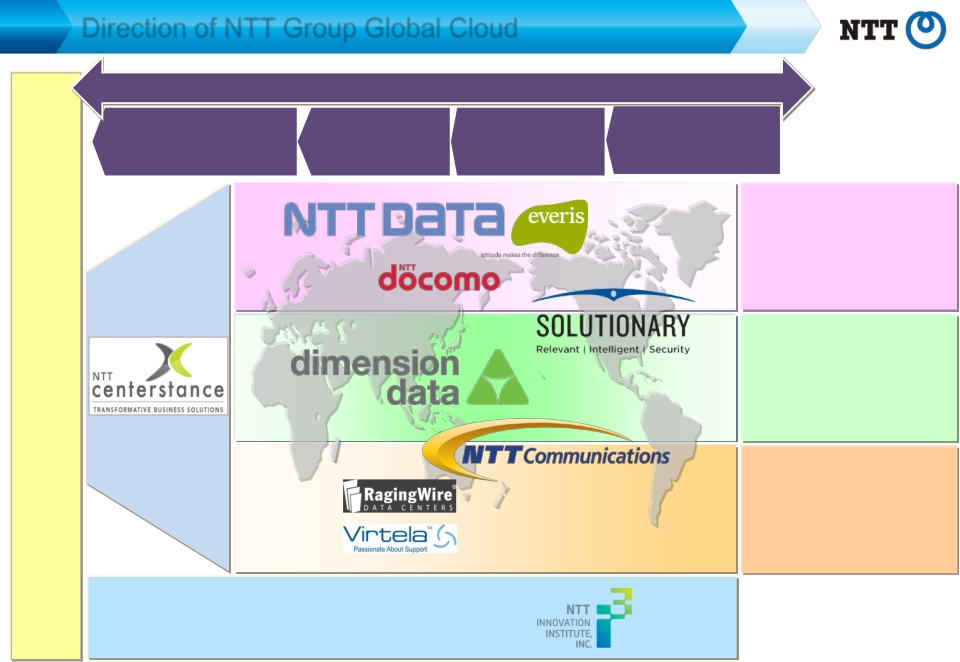 Direction of NTT Group Global Cloud
NTT
NTT DATA
everis
attitude makes the difference
NTT
docomo
SOLUTIONARY
Relevant | Intelligent | Security
dimension
data
NTT
centerstance
TRANSFORMATIVE BUSINESS SOLUTIONS
NTT Communications
RagingWire
DATA CENTERS
Virtela™
Passionate About Support
NTT
INNOVATION
INSTITUTE,
INC.
i3